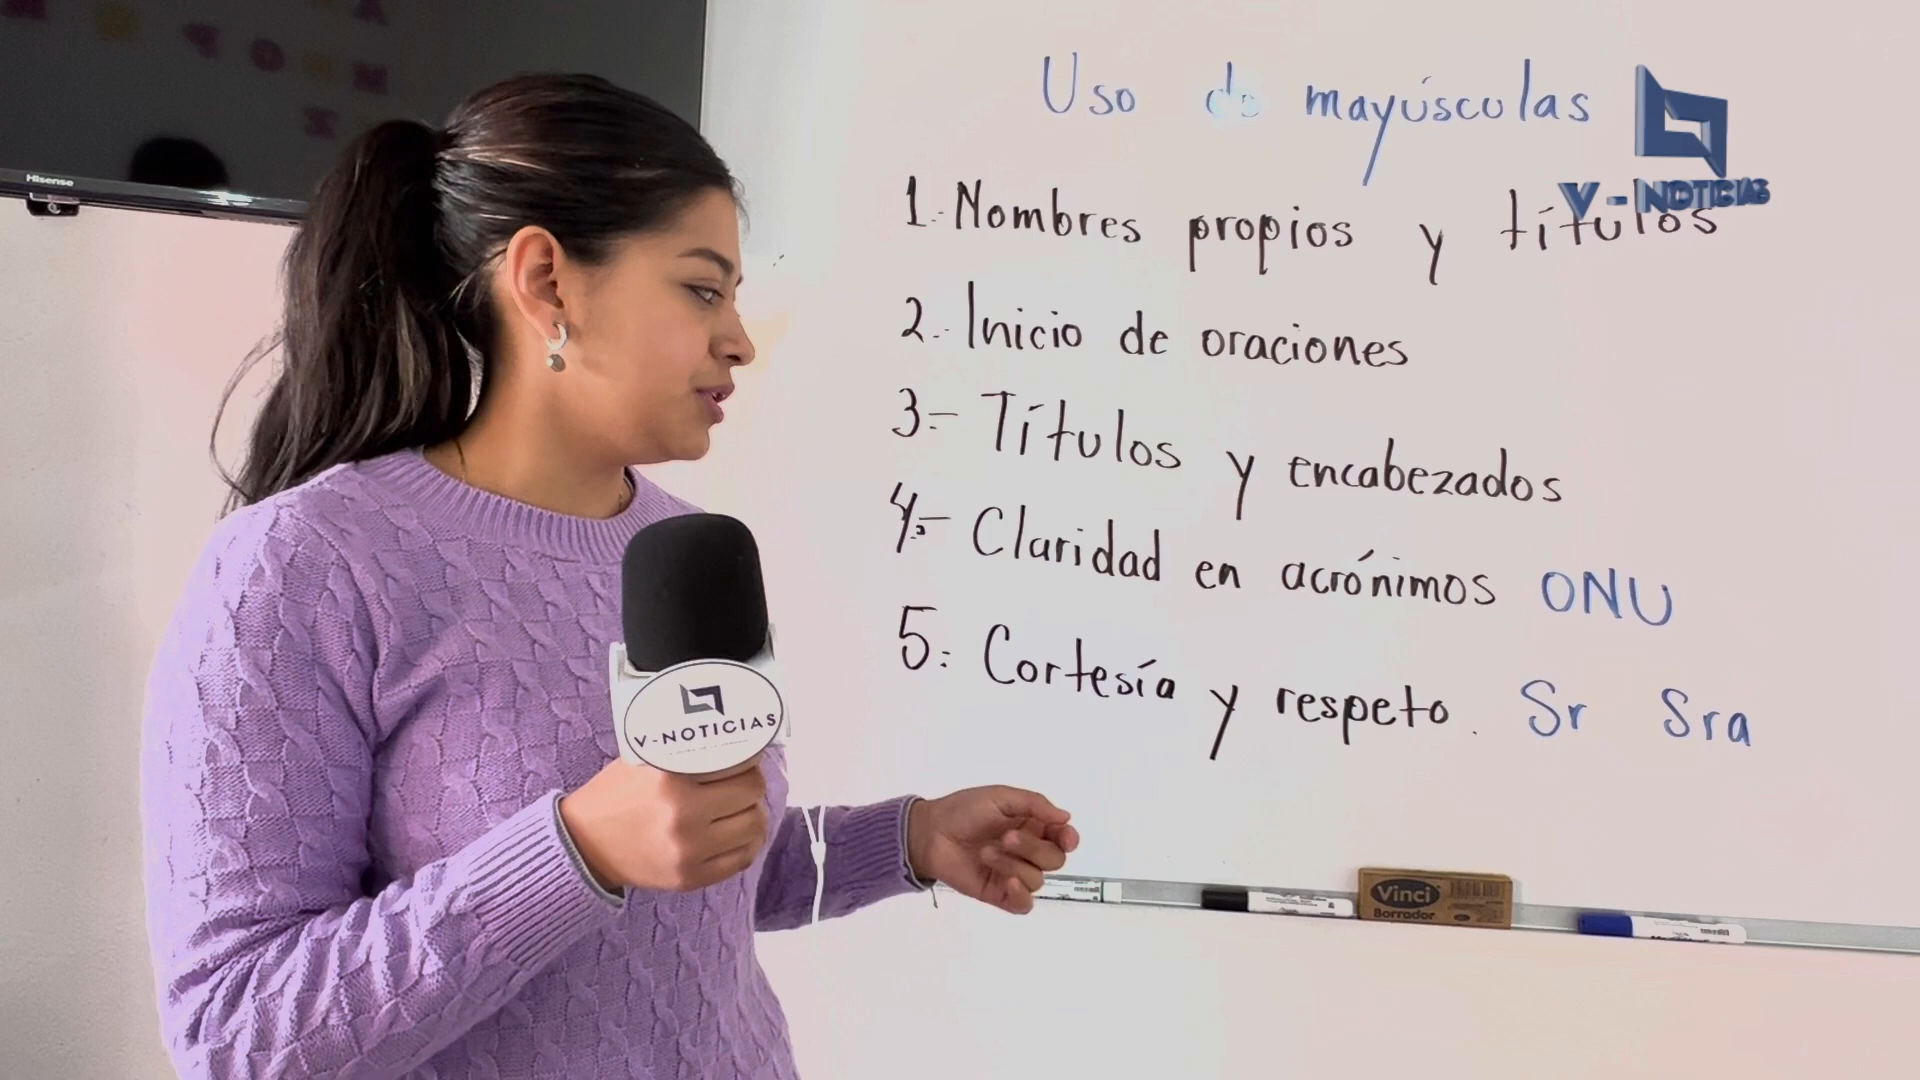 Hisense
Uso de mayúsculas
V-NOTICIAS
1.- Nombres propios y títulos
2.- Inicio de oraciones
3.- Títulos y encabezados
4.- Claridad en acrónimos ONU
5.- Cortesía y respeto. Sr Sra
V-NOTICIAS
Vinci
Borrador